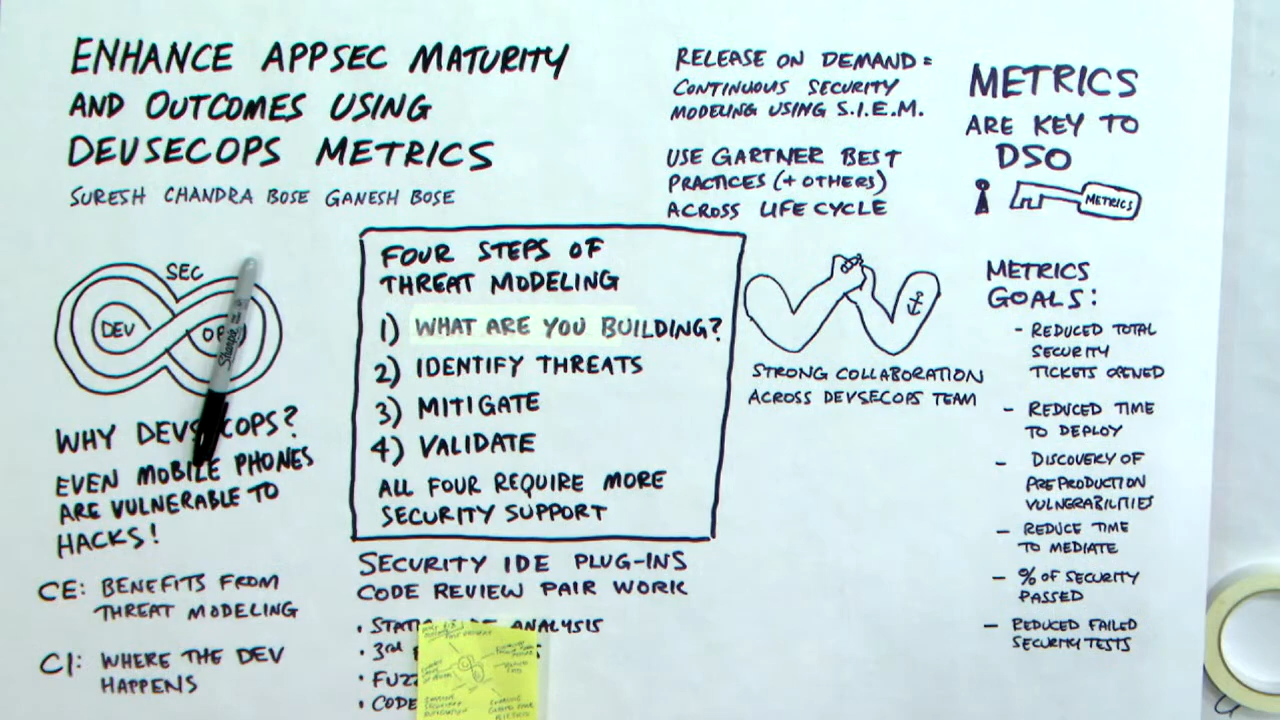 ENHANCE APPSEC MATURITY
AND OUTCOMES USING
DEVSECOPS METRICS
SURESH CHANDRA BOSE GANESH BOSE
SEC
DEV
OP
Sharpie
WHY DEVSECOPS?
EVEN MOBILE PHONES
ARE VULNERABLE TO
HACKS!
CE: BENEFITS FROM
THREAT MODELING
CI: WHERE THE DEV
HAPPENS
FOUR STEPS OF
THREAT MODELING
1) WHAT ARE YOU BUILDING?
2) IDENTIFY THREATS
3) MITIGATE
4) VALIDATE
ALL FOUR REQUIRE MORE
SECURITY SUPPORT
SECURITY IDE PLUG-INS
CODE REVIEW PAIR WORK
• ANALYSIS
• 3rd
• FUZZ
• CODE
RELEASE ON DEMAND =
CONTINUOUS SECURITY
MODELING USING S.I.E.M.
USE GARTNER BEST
PRACTICES (+ OTHERS)
ACROSS LIFE CYCLE
STRONG COLLABORATION
ACROSS DEVSECOPS TEAM
METRICS
ARE KEY TO
DSO
METRICS
METRICS
GOALS:
- REDUCED TOTAL
SECURITY
TICKETS OPENED
- REDUCED TIME
TO DEPLOY
- DISCOVERY OF
PREPRODUCTION
VULNERABILITIES
- REDUCE TIME
TO MEDIATE
- % OF SECURITY
PASSED
- REDUCED FAILED
SECURITY TESTS